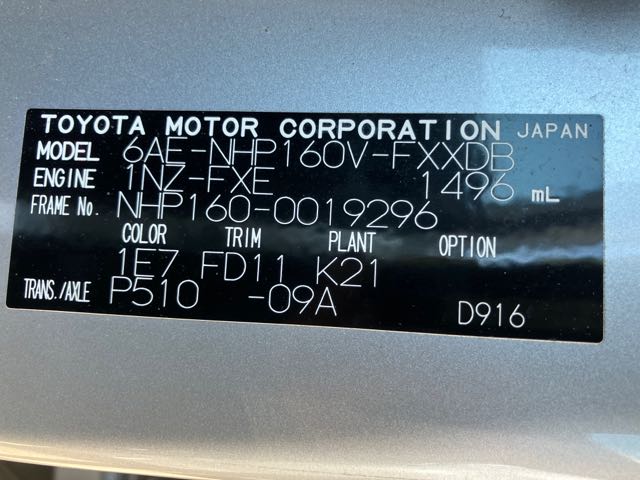 TOYOTA MOTOR CORPORATION JAPAN
MODEL 6AE-NHP160V-FXXDB
ENGINE 1NZ-FXE 1496 mL
FRAME No. NHP160-0019296
COLOR TRIM PLANT OPTION
1E7 FD11 K21
TRANS./AXLE P510 -09A
D916